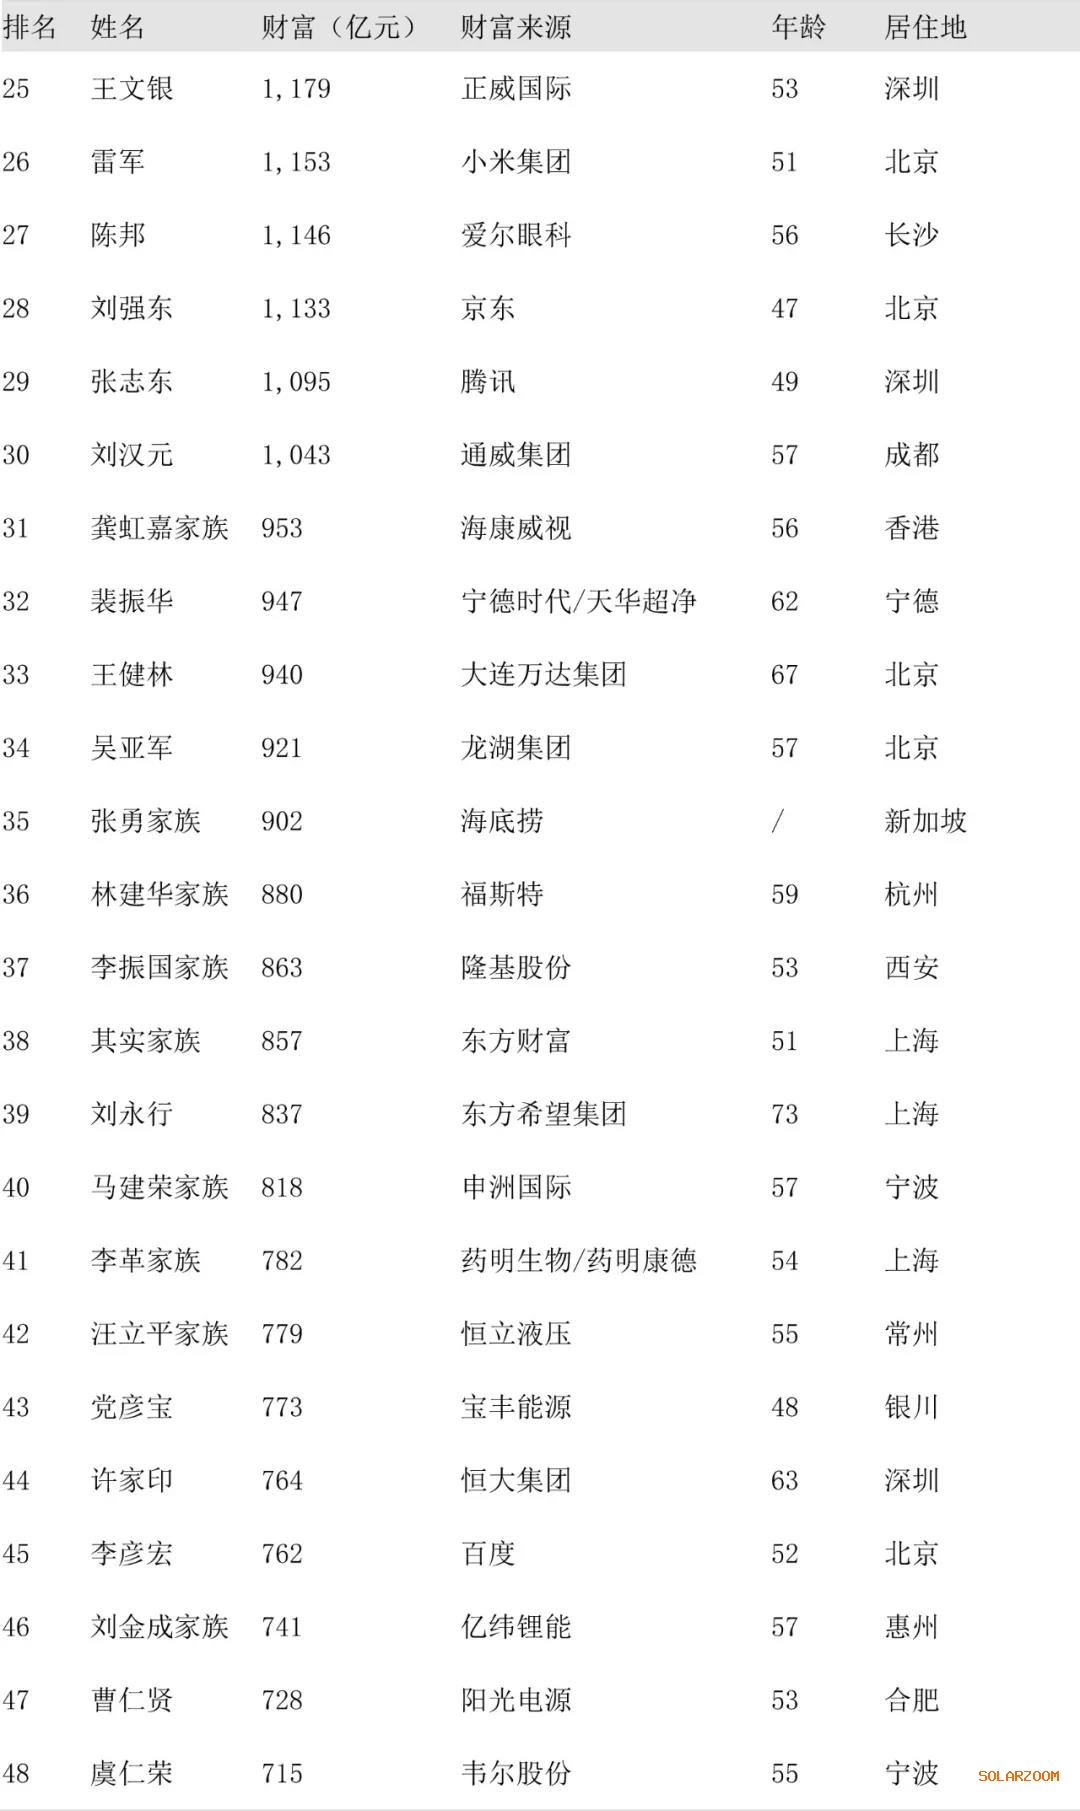 排名 姓名 财富（亿元） 财富来源 年龄 居住地
25 王文银 1,179 正威国际 53 深圳
26 雷军 1,153 小米集团 51 北京
27 陈邦 1,146 爱尔眼科 56 长沙
28 刘强东 1,133 京东 47 北京
29 张志东 1,095 腾讯 49 深圳
30 刘汉元 1,043 通威集团 57 成都
31 龚虹嘉家族 953 海康威视 56 香港
32 裴振华 947 宁德时代/天华超净 62 宁德
33 王健林 940 大连万达集团 67 北京
34 吴亚军 921 龙湖集团 57 北京
35 张勇家族 902 海底捞 / 新加坡
36 林建华家族 880 福斯特 59 杭州
37 李振国家族 863 隆基股份 53 西安
38 其实家族 857 东方财富 51 上海
39 刘永行 837 东方希望集团 73 上海
40 马建荣家族 818 申洲国际 57 宁波
41 李革家族 782 药明生物/药明康德 54 上海
42 汪立平家族 779 恒立液压 55 常州
43 党彦宝 773 宝丰能源 48 银川
44 许家印 764 恒大集团 63 深圳
45 李彦宏 762 百度 52 北京
46 刘金成家族 741 亿纬锂能 57 惠州
47 曹仁贤 728 阳光电源 53 合肥
48 虞仁荣 715 韦尔股份 55 宁波
SOLARZOOM